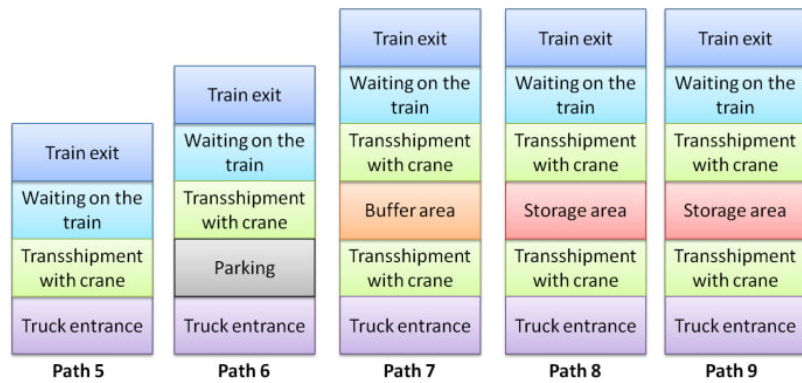 Train exit
Waiting on the
train
Transshipment
with crane
Truck entrance
Path 5
Train exit
Waiting on the
train
Transshipment
with crane
Parking
Truck entrance
Path 6
Train exit
Waiting on the
train
Transshipment
with crane
Buffer area
Transshipment
with crane
Truck entrance
Path 7
Train exit
Waiting on the
train
Transshipment
with crane
Storage area
Transshipment
with crane
Truck entrance
Path 8
Train exit
Waiting on the
train
Transshipment
with crane
Storage area
Transshipment
with crane
Truck entrance
Path 9